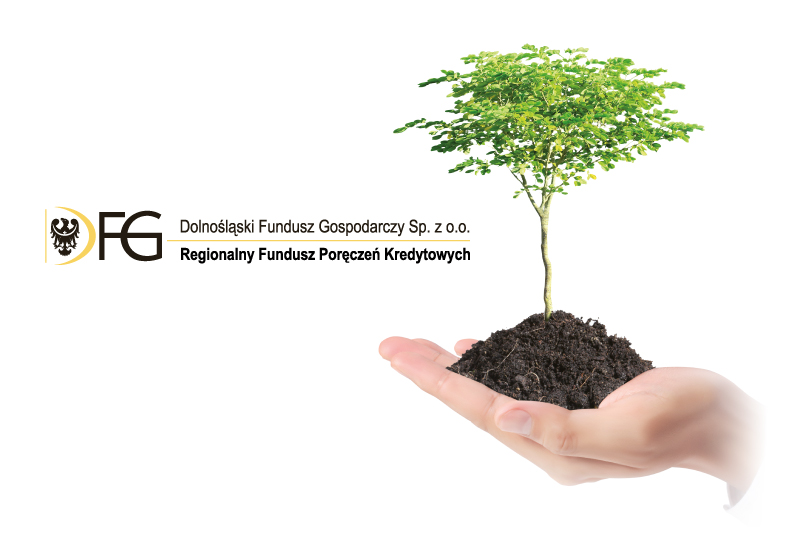 DFG
Dolnośląski Fundusz Gospodarczy Sp. z o.o.
Regionalny Fundusz Poręczeń Kredytowych